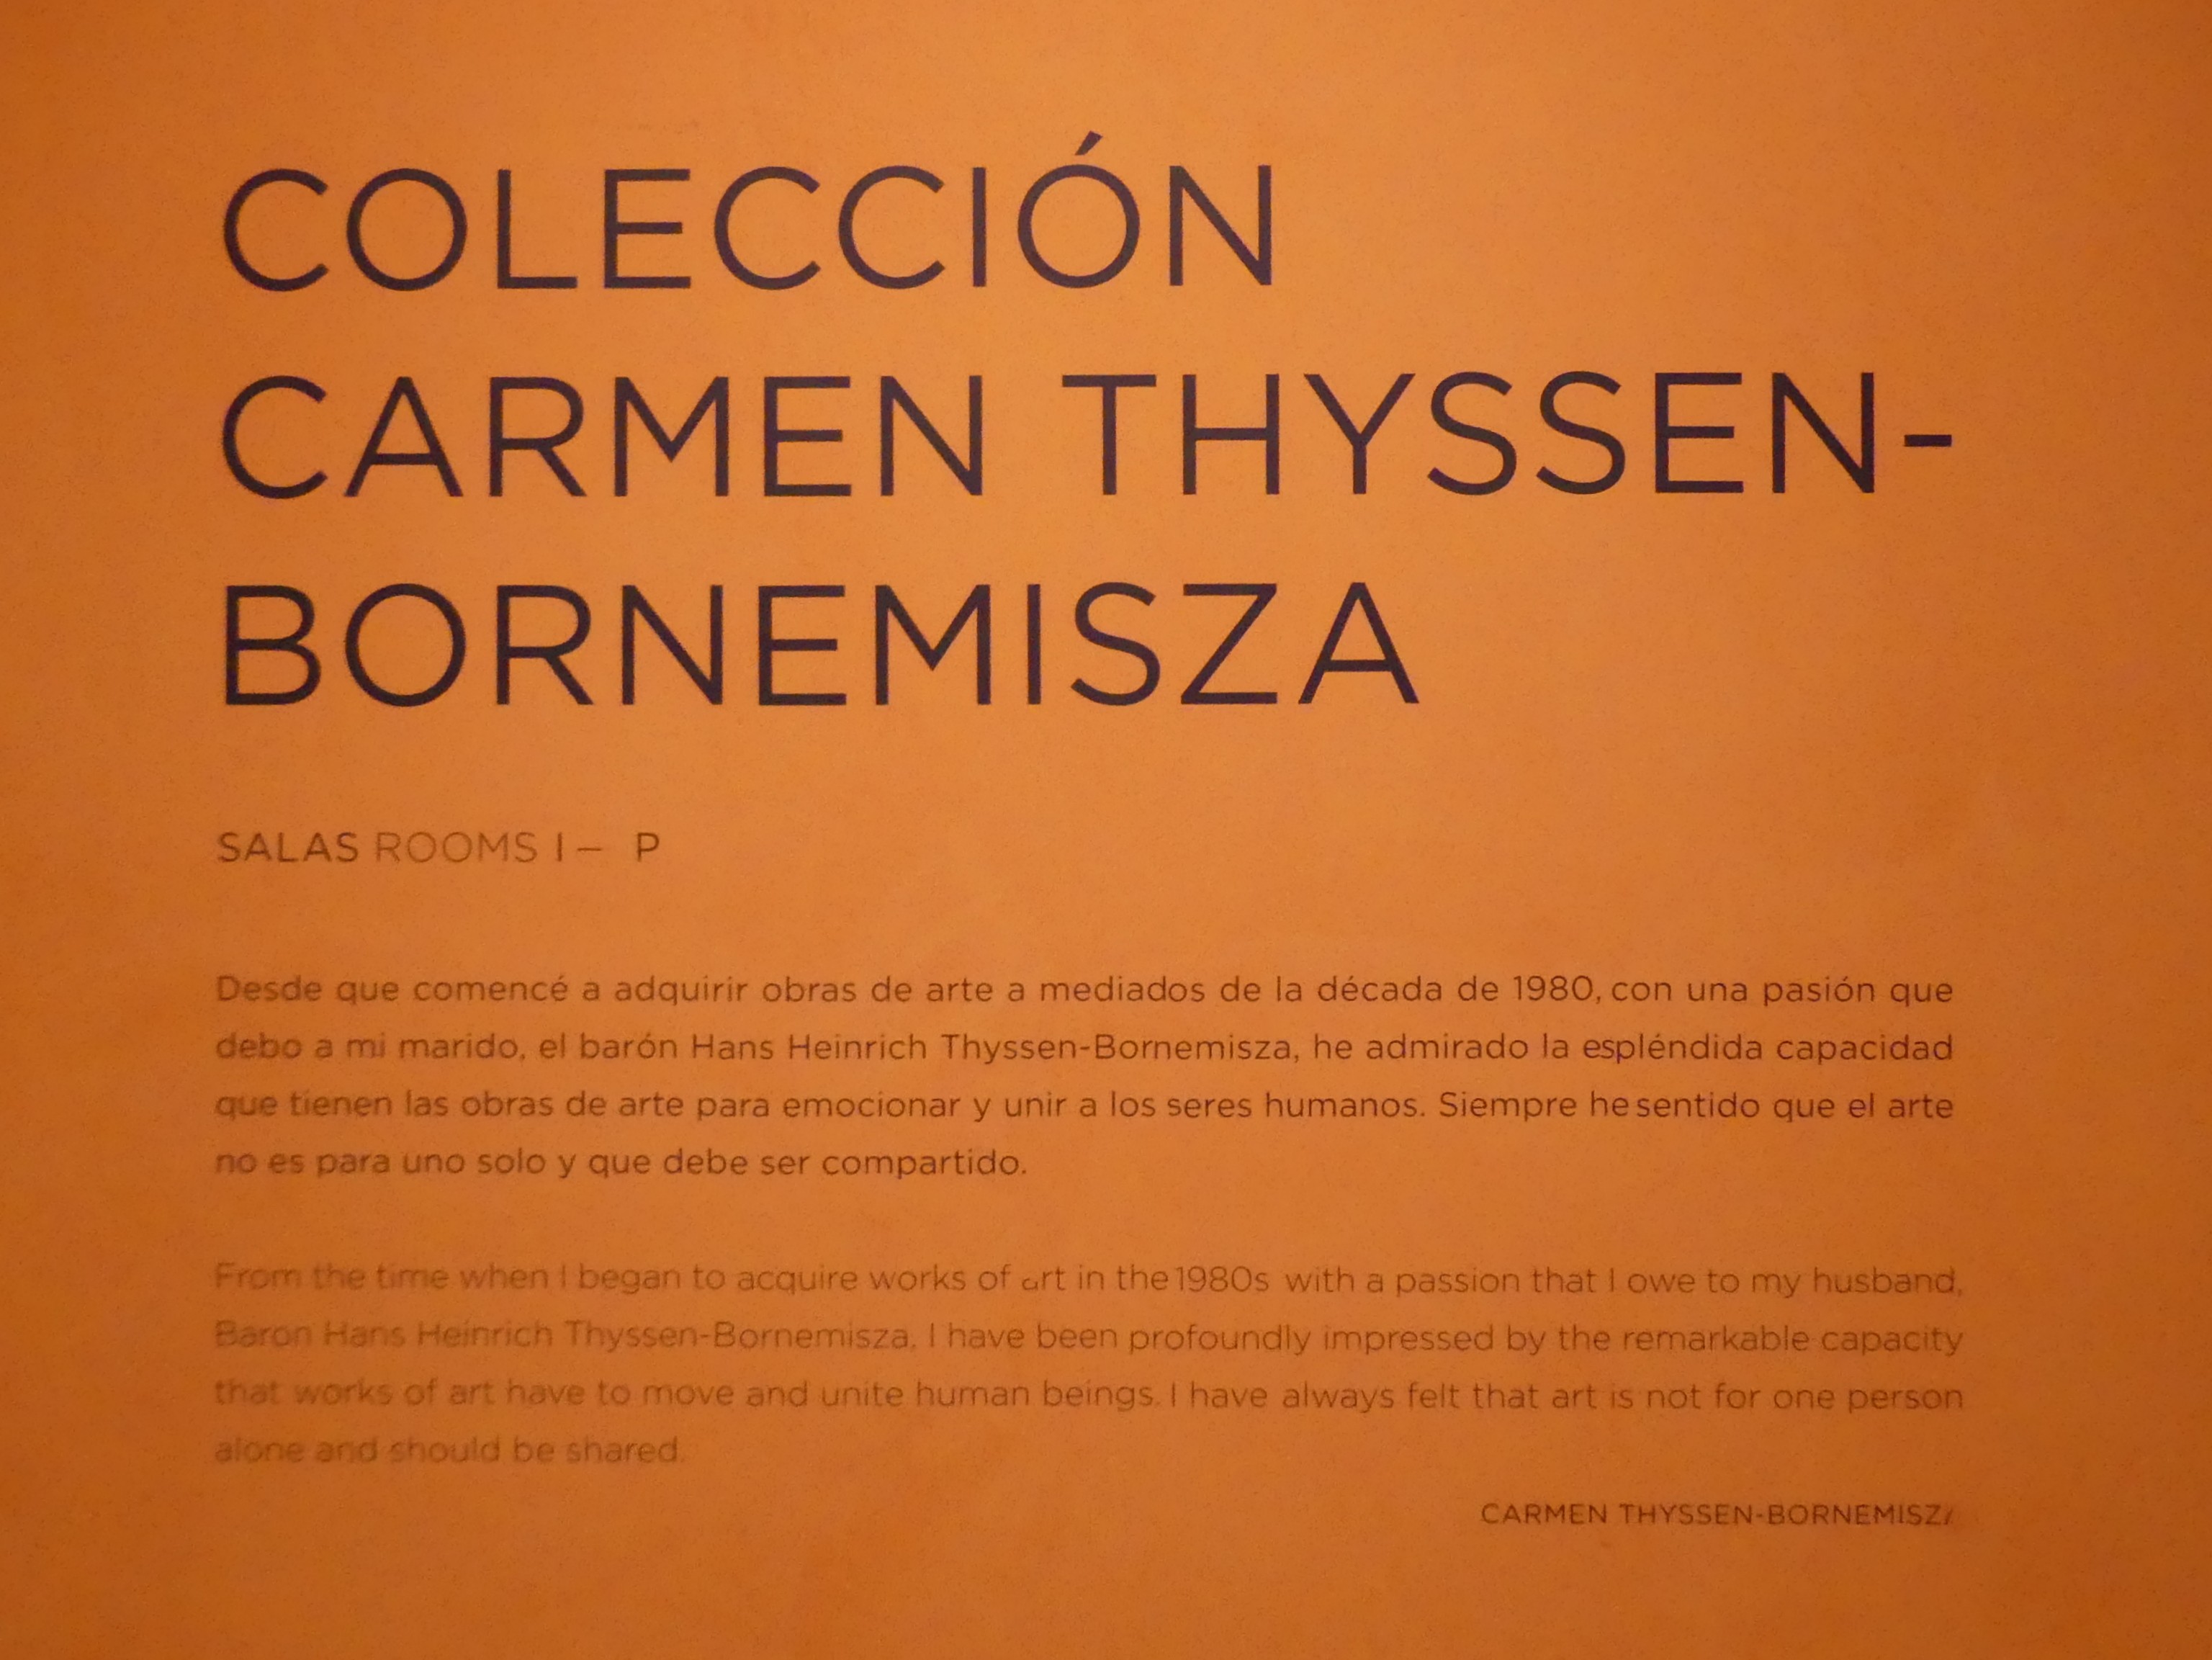 COLECCIÓN
CARMEN THYSSEN-
BORNEMISZA
SALAS ROOMS I – P
Desde que comencé a adquirir obras de arte a mediados de la década de 1980, con una pasión que
debo a mi marido, el barón Hans Heinrich Thyssen-Bornemisza, he admirado la espléndida capacidad
que tienen las obras de arte para emocionar y unir a los seres humanos. Siempre he sentido que el arte
no es para uno solo y que debe ser compartido.
From the time when I began to acquire works of art in the 1980s with a passion that I owe to my husband,
Baron Hans Heinrich Thyssen-Bornemisza, I have been profoundly impressed by the remarkable capacity
that works of art have to move and unite human beings. I have always felt that art is not for one person
alone and should be shared.
CARMEN THYSSEN-BORNEMISZA